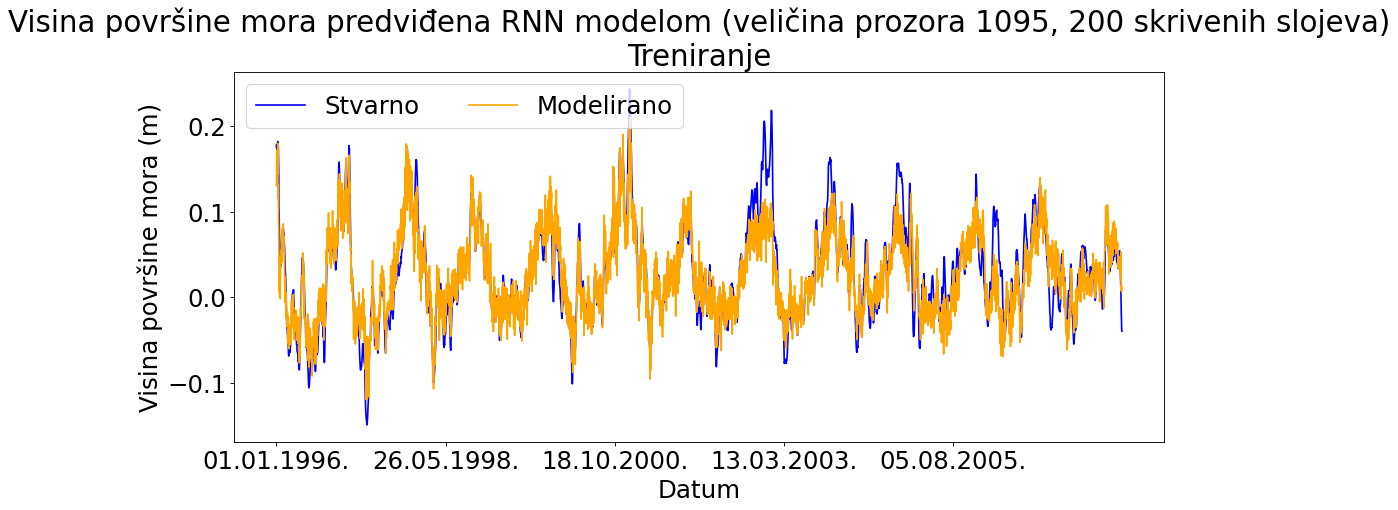 Visina površine mora predviđena RNN modelom (veličina prozora 1095, 200 skrivenih slojeva)
Treniranje
Stvarno Modelirano
Visina površine mora (m)
0.2
0.1
0.0
−0.1
01.01.1996. 26.05.1998. 18.10.2000. 13.03.2003. 05.08.2005.
Datum